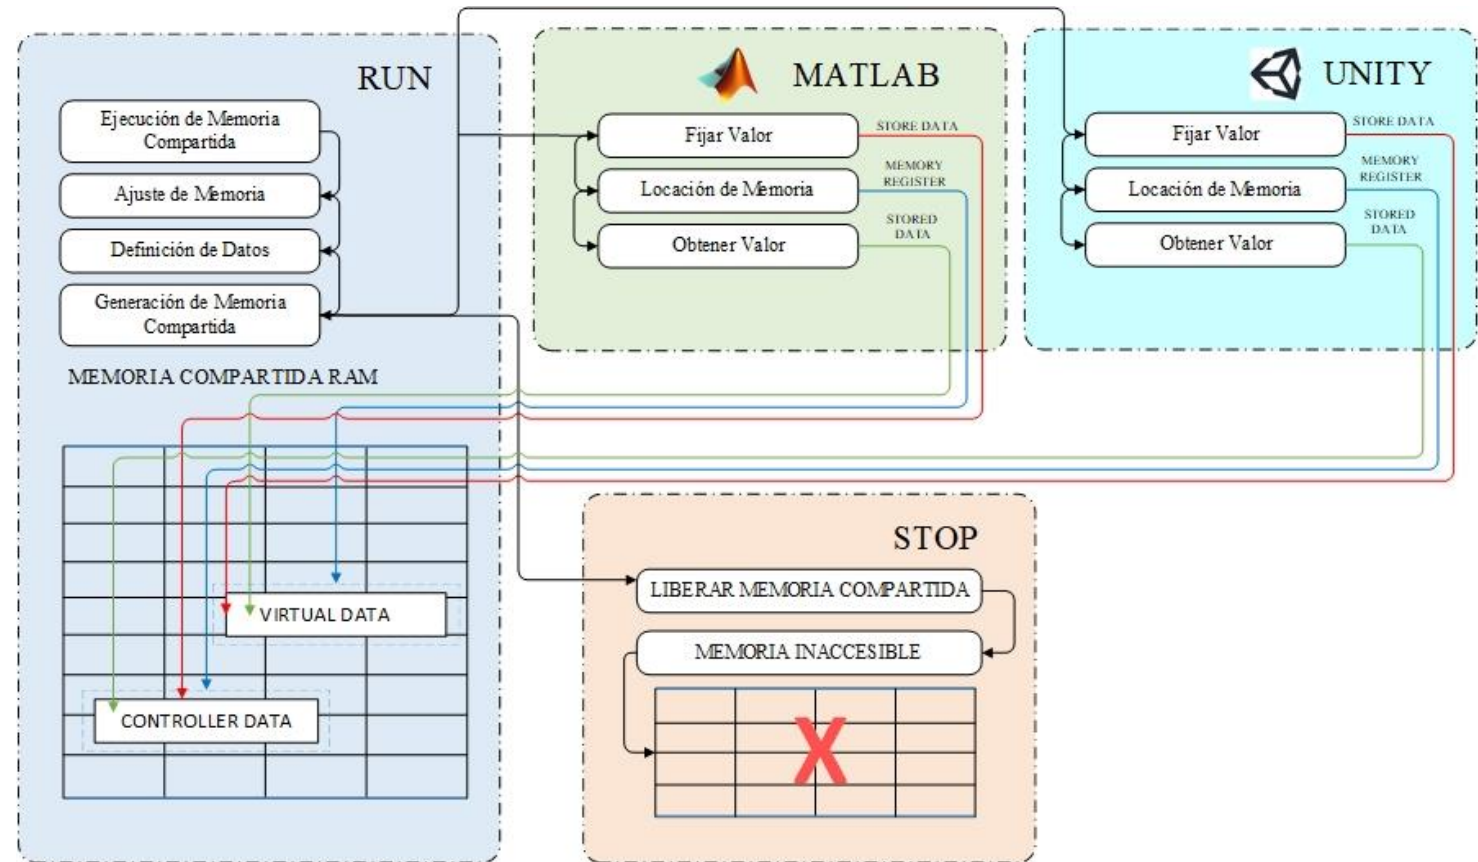 RUN
Ejecución de Memoria
Compartida
Ajuste de Memoria
Definición de Datos
Generación de Memoria
Compartida
MEMORIA COMPARTIDA RAM
VIRTUAL DATA
CONTROLLER DATA
MATLAB
Fijar Valor
STORE DATA
Locación de Memoria
MEMORY
REGISTER
Obtener Valor
STORED
DATA
UNITY
Fijar Valor
STORE DATA
Locación de Memoria
MEMORY
REGISTER
Obtener Valor
STORED
DATA
STOP
LIBERAR MEMORIA COMPARTIDA
MEMORIA INACCESIBLE
X